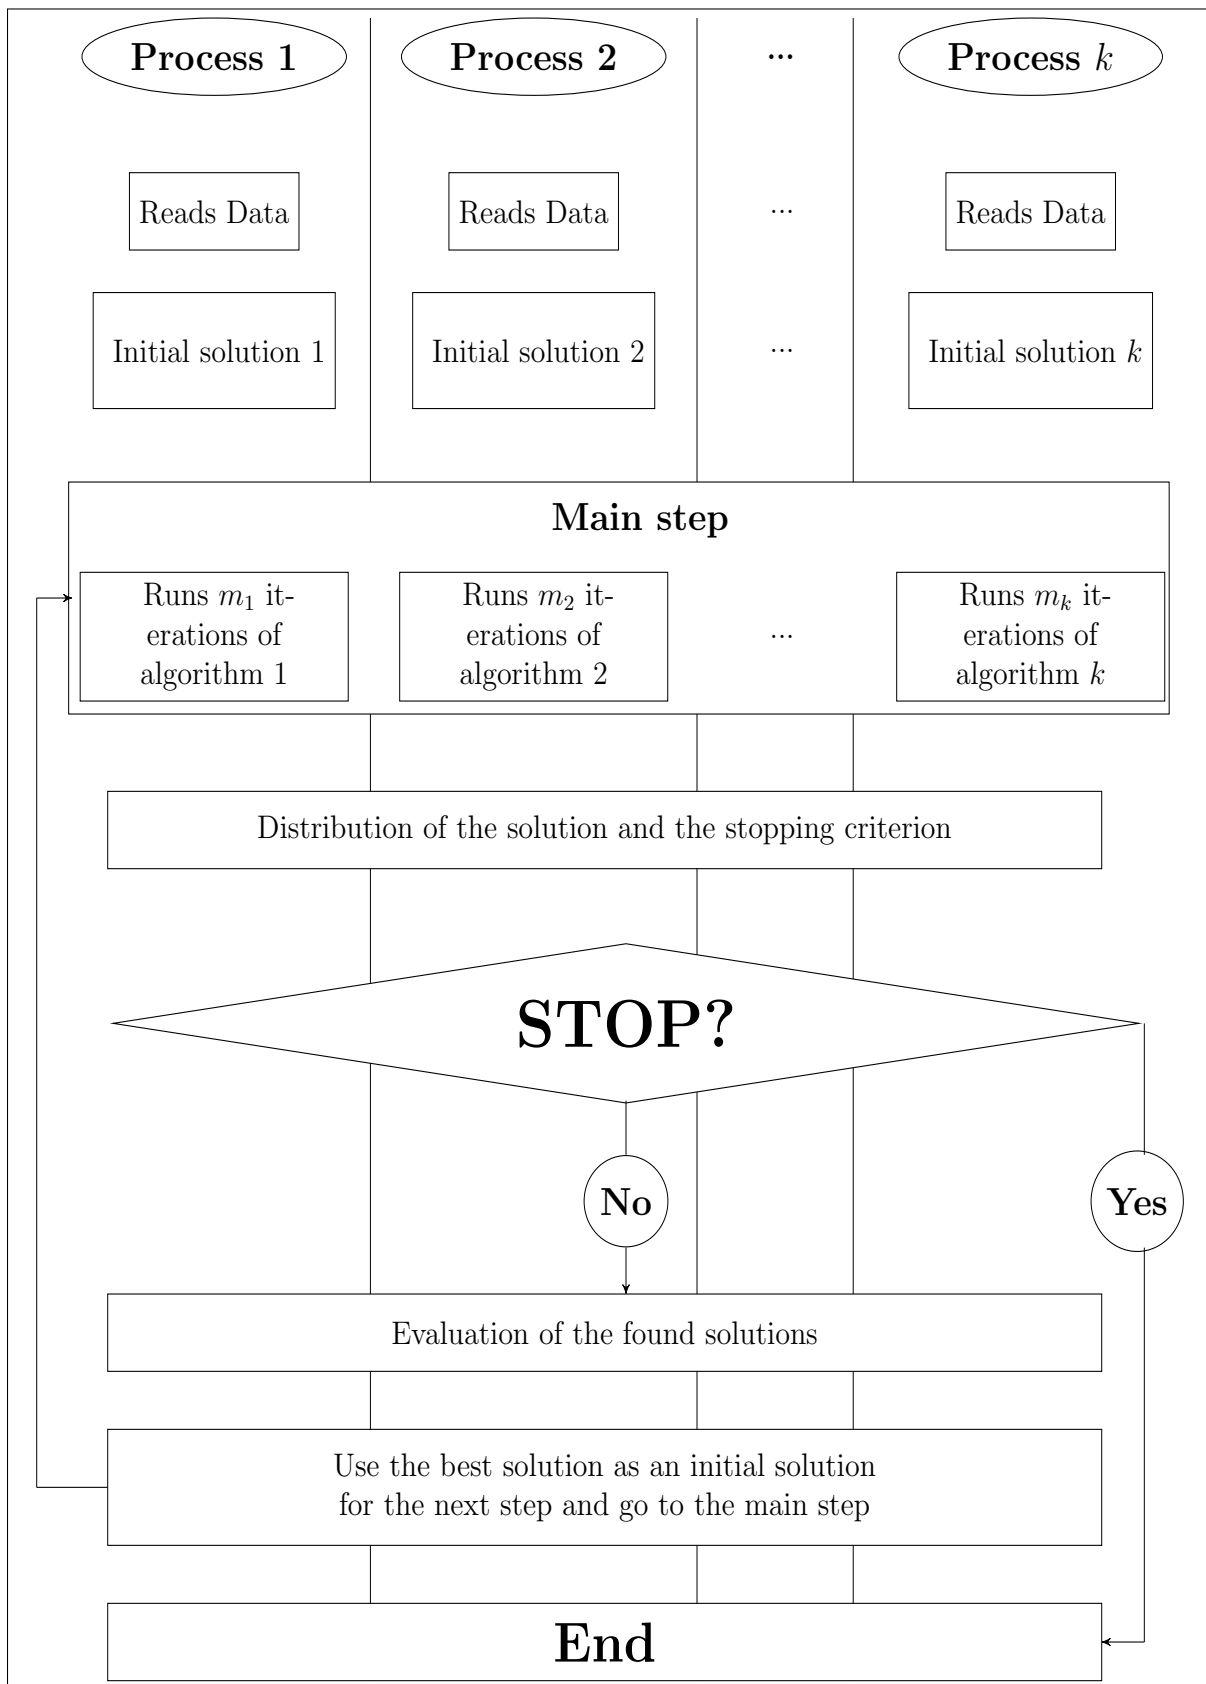 Process 1 Process 2 ... Process k
Reads Data Reads Data ... Reads Data
Initial solution 1 Initial solution 2 ... Initial solution k
Main step
Runs m₁ it-
erations of
algorithm 1
Runs m₂ it-
erations of
algorithm 2
...
Runs mₖ it-
erations of
algorithm k
Distribution of the solution and the stopping criterion
STOP?
No
Yes
Evaluation of the found solutions
Use the best solution as an initial solution
for the next step and go to the main step
End